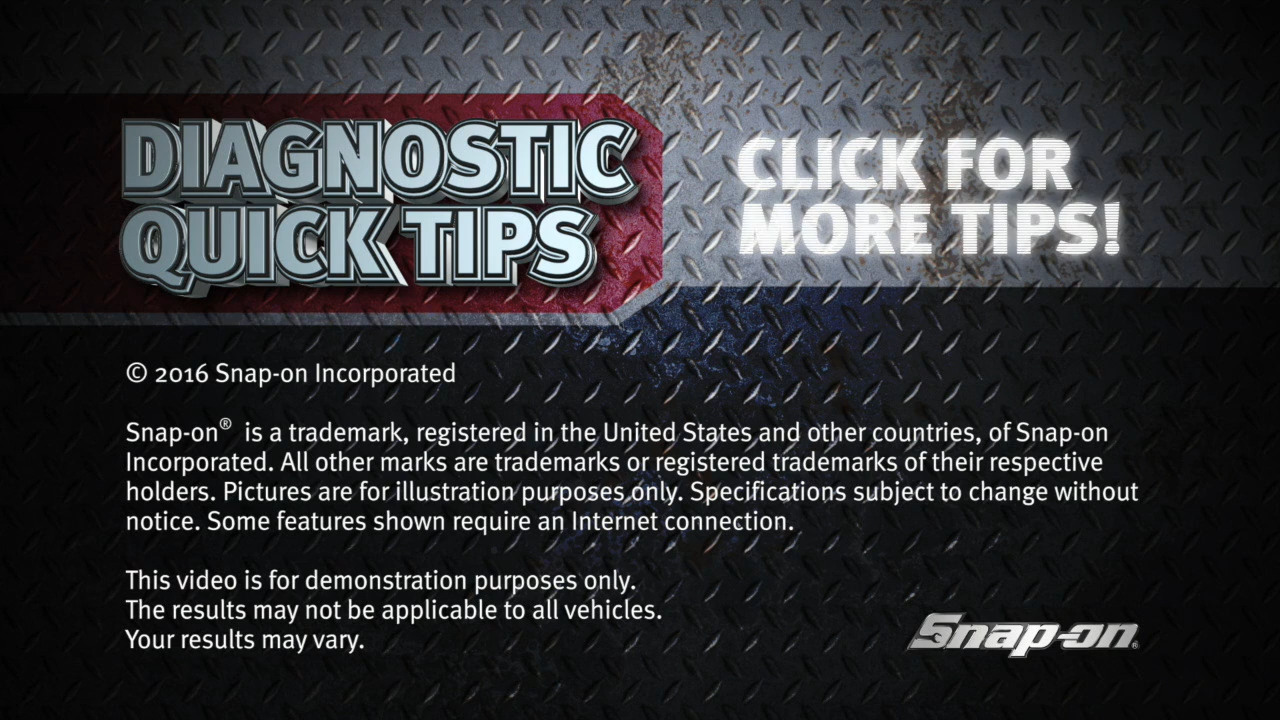 DIAGNOSTIC
QUICK TIPS
CLICK FOR
MORE TIPS!
© 2016 Snap-on Incorporated
Snap-on® is a trademark, registered in the United States and other countries, of Snap-on
Incorporated. All other marks are trademarks or registered trademarks of their respective
holders. Pictures are for illustration purposes only. Specifications subject to change without
notice. Some features shown require an Internet connection.
This video is for demonstration purposes only.
The results may not be applicable to all vehicles.
Your results may vary.
Snap-on®